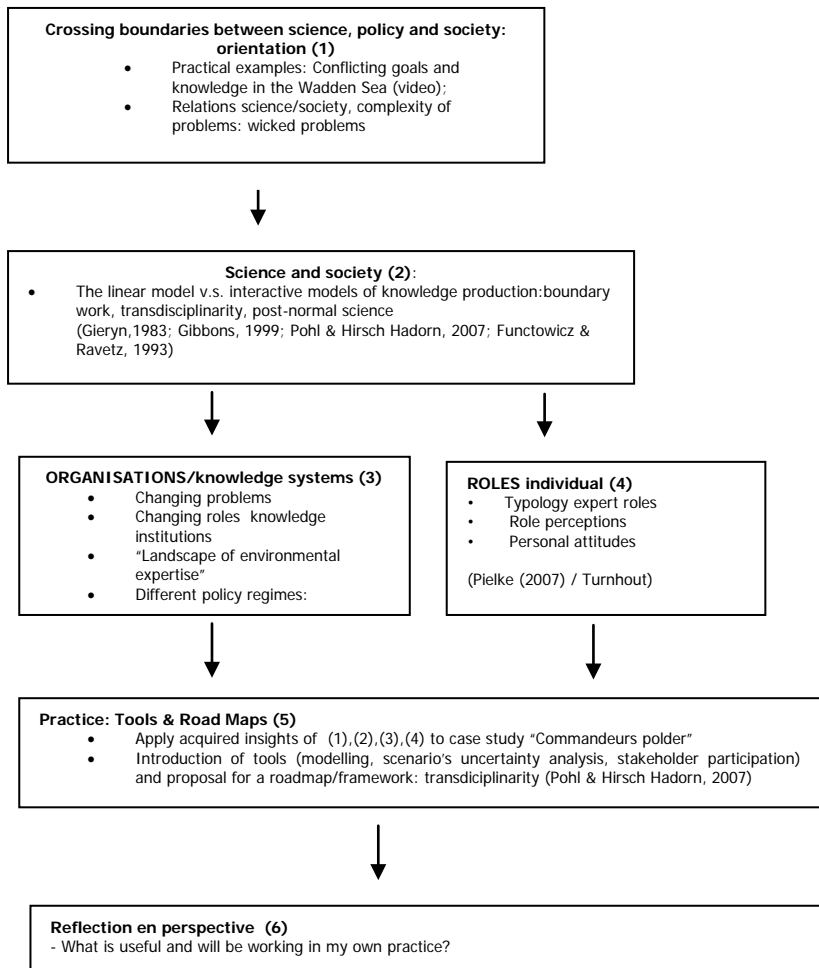 Crossing boundaries between science, policy and society:
orientation (1)
• Practical examples: Conflicting goals and
knowledge in the Wadden Sea (video);
• Relations science/society, complexity of
problems: wicked problems
Science and society (2):
• The linear model v.s. interactive models of knowledge production:boundary
work, transdisciplinarity, post-normal science
(Gieryn,1983; Gibbons, 1999; Pohl & Hirsch Hadorn, 2007; Functowicz &
Ravetz, 1993)
ORGANISATIONS/knowledge systems (3)
• Changing problems
• Changing roles knowledge
institutions
• "Landscape of environmental
expertise"
• Different policy regimes:
ROLES individual (4)
• Typology expert roles
• Role perceptions
• Personal attitudes
(Pielke (2007) / Turnhout)
Practice: Tools & Road Maps (5)
• Apply acquired insights of (1),(2),(3),(4) to case study "Commandeurs polder"
• Introduction of tools (modelling, scenario's uncertainty analysis, stakeholder participation)
and proposal for a roadmap/framework: transdiciplinarity (Pohl & Hirsch Hadorn, 2007)
Reflection en perspective (6)
- What is useful and will be working in my own practice?